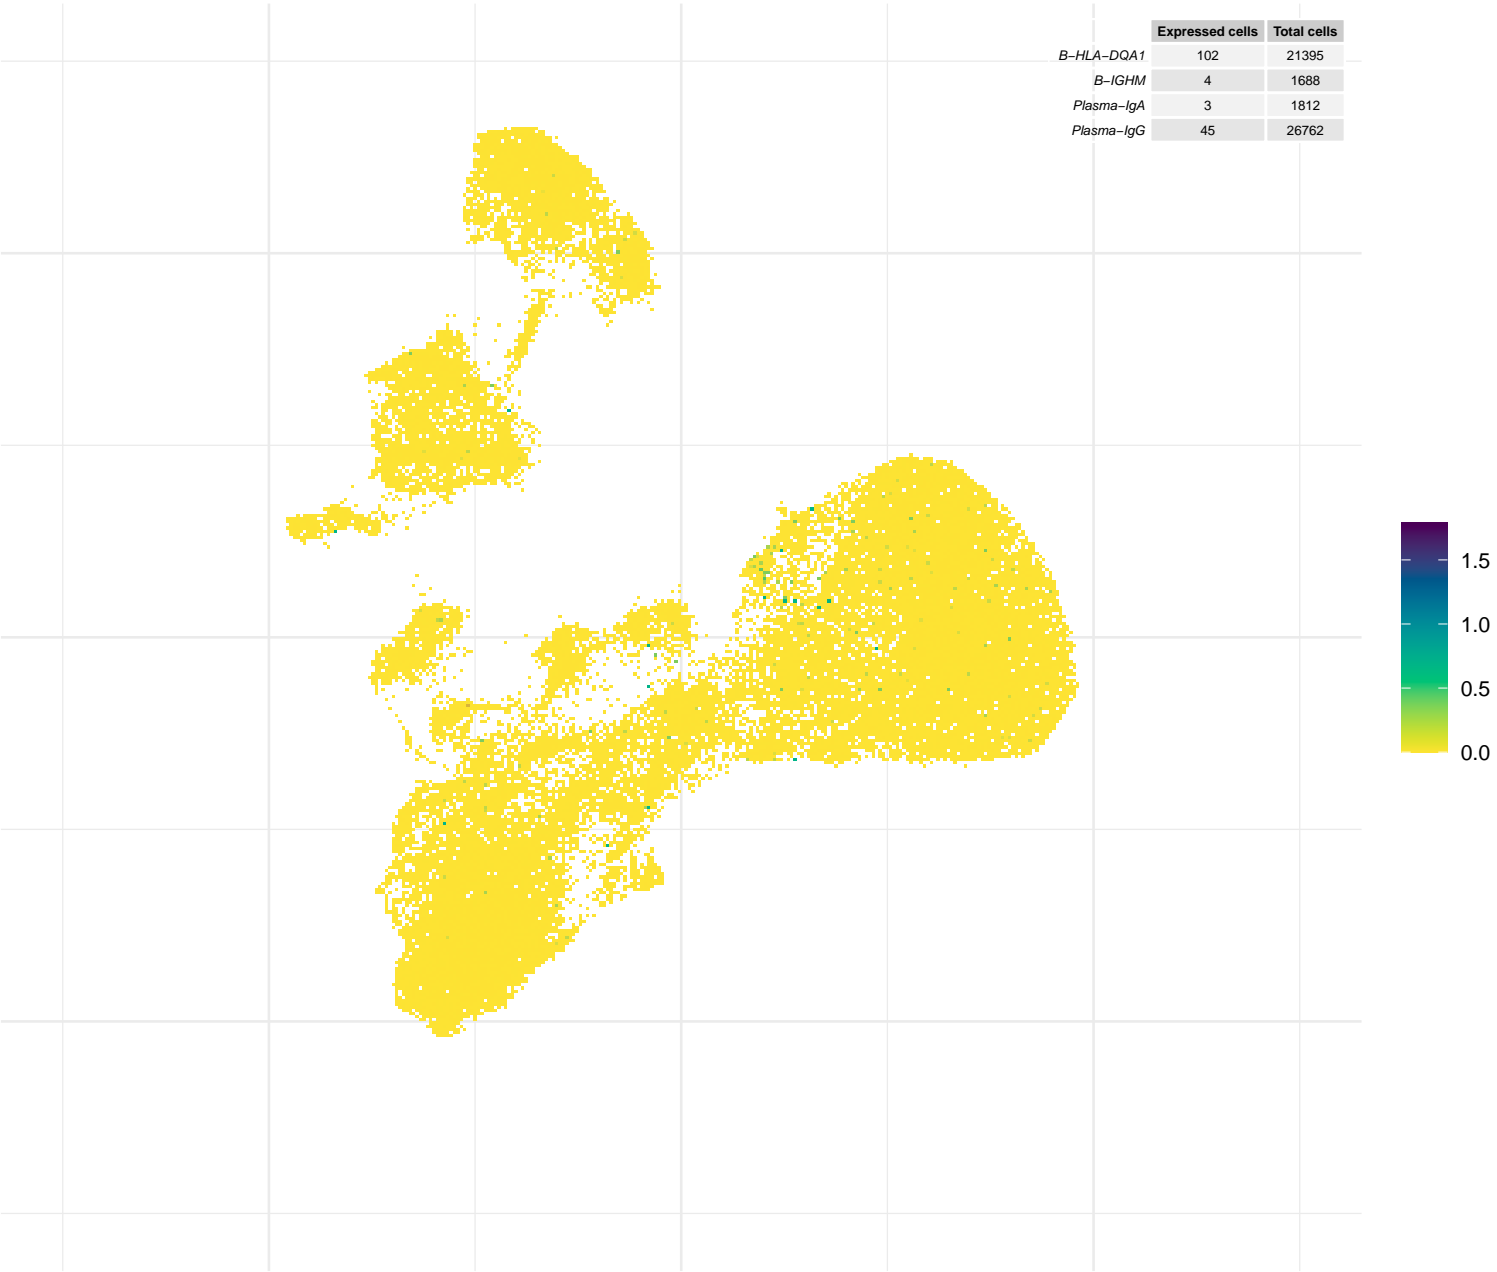 Expressed cells Total cells
B−HLA−DQA1 102 21395
B−IGHM 4 1688
Plasma−IgA 3 1812
Plasma−IgG 45 26762
1.5
1.0
0.5
0.0